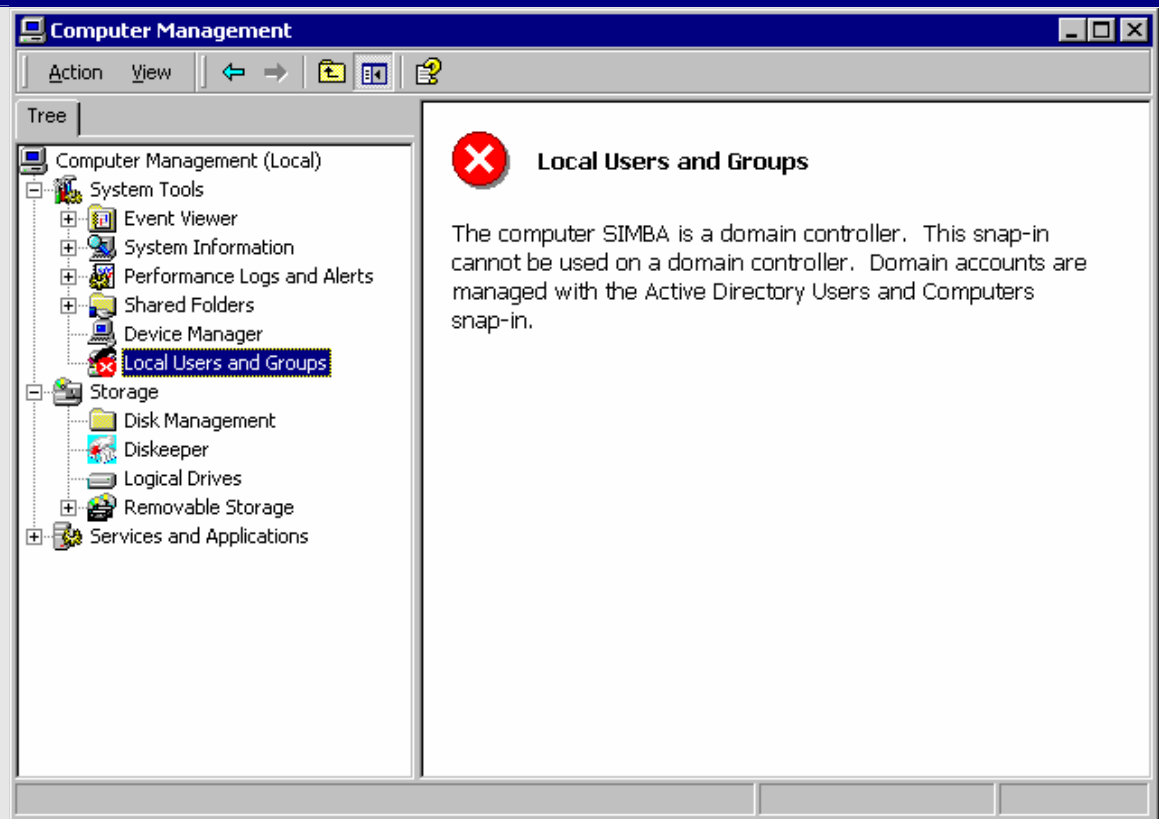 Computer Management
Action View
Tree
Computer Management (Local)
System Tools
Event Viewer
System Information
Performance Logs and Alerts
Shared Folders
Device Manager
Local Users and Groups
Storage
Disk Management
Diskeeper
Logical Drives
Removable Storage
Services and Applications
Local Users and Groups
The computer SIMBA is a domain controller. This snap-in
cannot be used on a domain controller. Domain accounts are
managed with the Active Directory Users and Computers
snap-in.